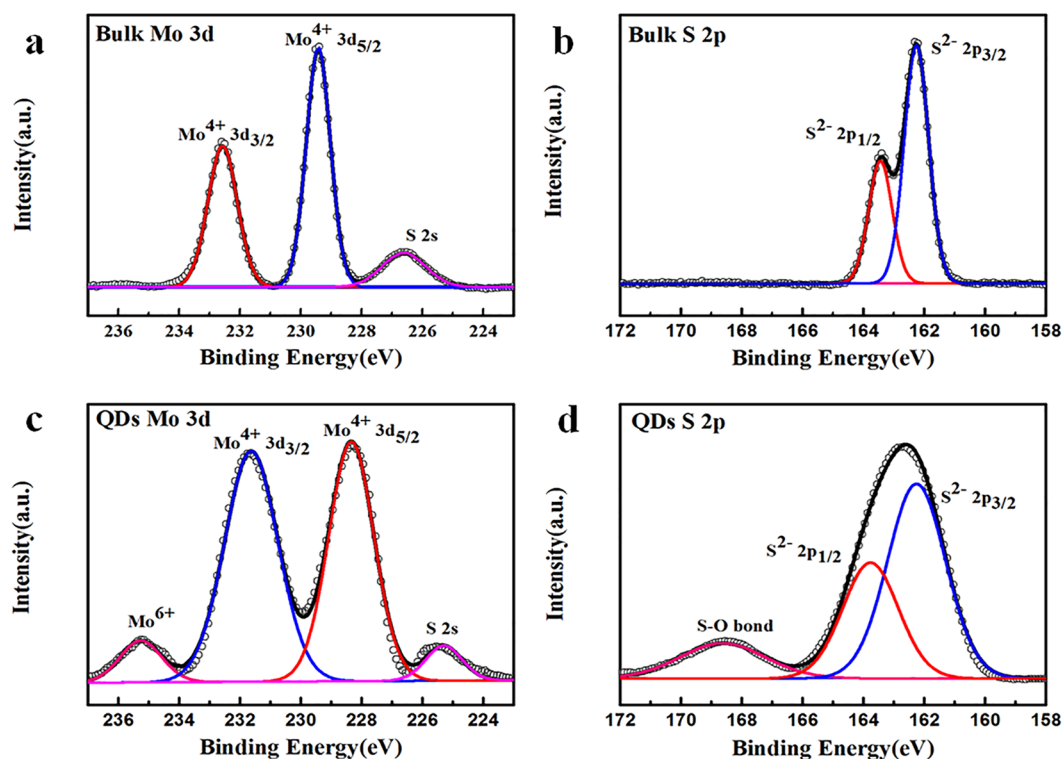 a
Bulk Mo 3d
Mo4+ 3d5/2
Mo4+ 3d3/2
S 2s
Intensity(a.u.)
236 234 232 230 228 226 224
Binding Energy(eV)
b
Bulk S 2p
S2- 2p3/2
S2- 2p1/2
Intensity(a.u.)
172 170 168 166 164 162 160 158
Binding Energy(eV)
c
QDs Mo 3d
Mo4+ 3d3/2
Mo4+ 3d5/2
Mo6+
S 2s
Intensity(a.u.)
236 234 232 230 228 226 224
Binding Energy(eV)
d
QDs S 2p
S2- 2p3/2
S2- 2p1/2
S-O bond
Intensity(a.u.)
172 170 168 166 164 162 160 158
Binding Energy(eV)